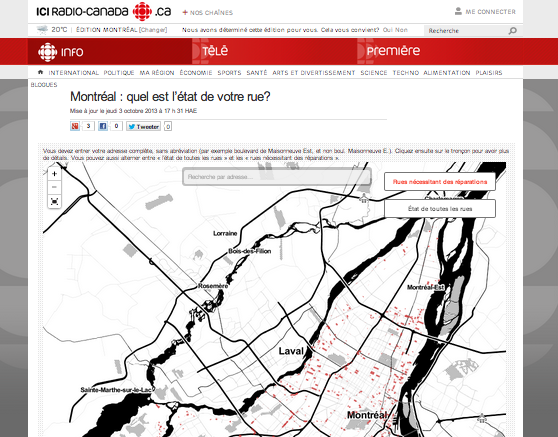 ICI RADIO-CANADA .ca
+ NOS CHAÎNES
ME CONNECTER
20°C
ÉDITION MONTRÉAL [Change]
Nous avons déterminé cette édition pour vous. Cela vous convient? Oui Non
Recherche
INFO
TÉLÉ
PREMIÈRE
INTERNATIONAL POLITIQUE MA RÉGION ÉCONOMIE SPORTS SANTÉ ARTS ET DIVERTISSEMENT SCIENCE TECHNO ALIMENTATION PLAISIRS
BLOGUES
Montréal : quel est l'état de votre rue?
Mise à jour le jeudi 3 octobre 2013 à 17 h 31 HAE
3
0
Tweeter 0
Vous devez entrer votre adresse complète, sans abréviation (par exemple boulevard de Maisonneuve Est, et non boul. Maisonneuve E.). Cliquez ensuite sur le tronçon pour avoir plus
de détails. Vous pouvez aussi alterner entre « l'état de toutes les rues » et les « rues nécessitant des réparations ».
+
-
Recherche par adresse...
Rues nécessitant des réparations
État de toutes les rues
Lorraine
Bois-des-Filion
Rosemère
Montréal-Est
Laval
Sainte-Marthe-sur-le-Lac
Montréal